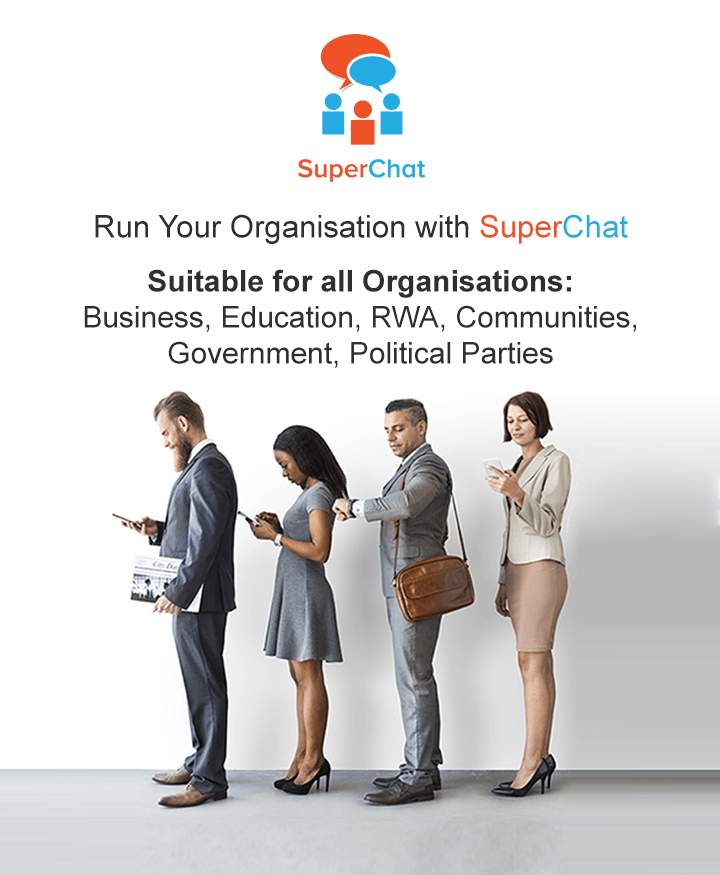 SuperChat
Run Your Organisation with SuperChat
Suitable for all Organisations:
Business, Education, RWA, Communities,
Government, Political Parties